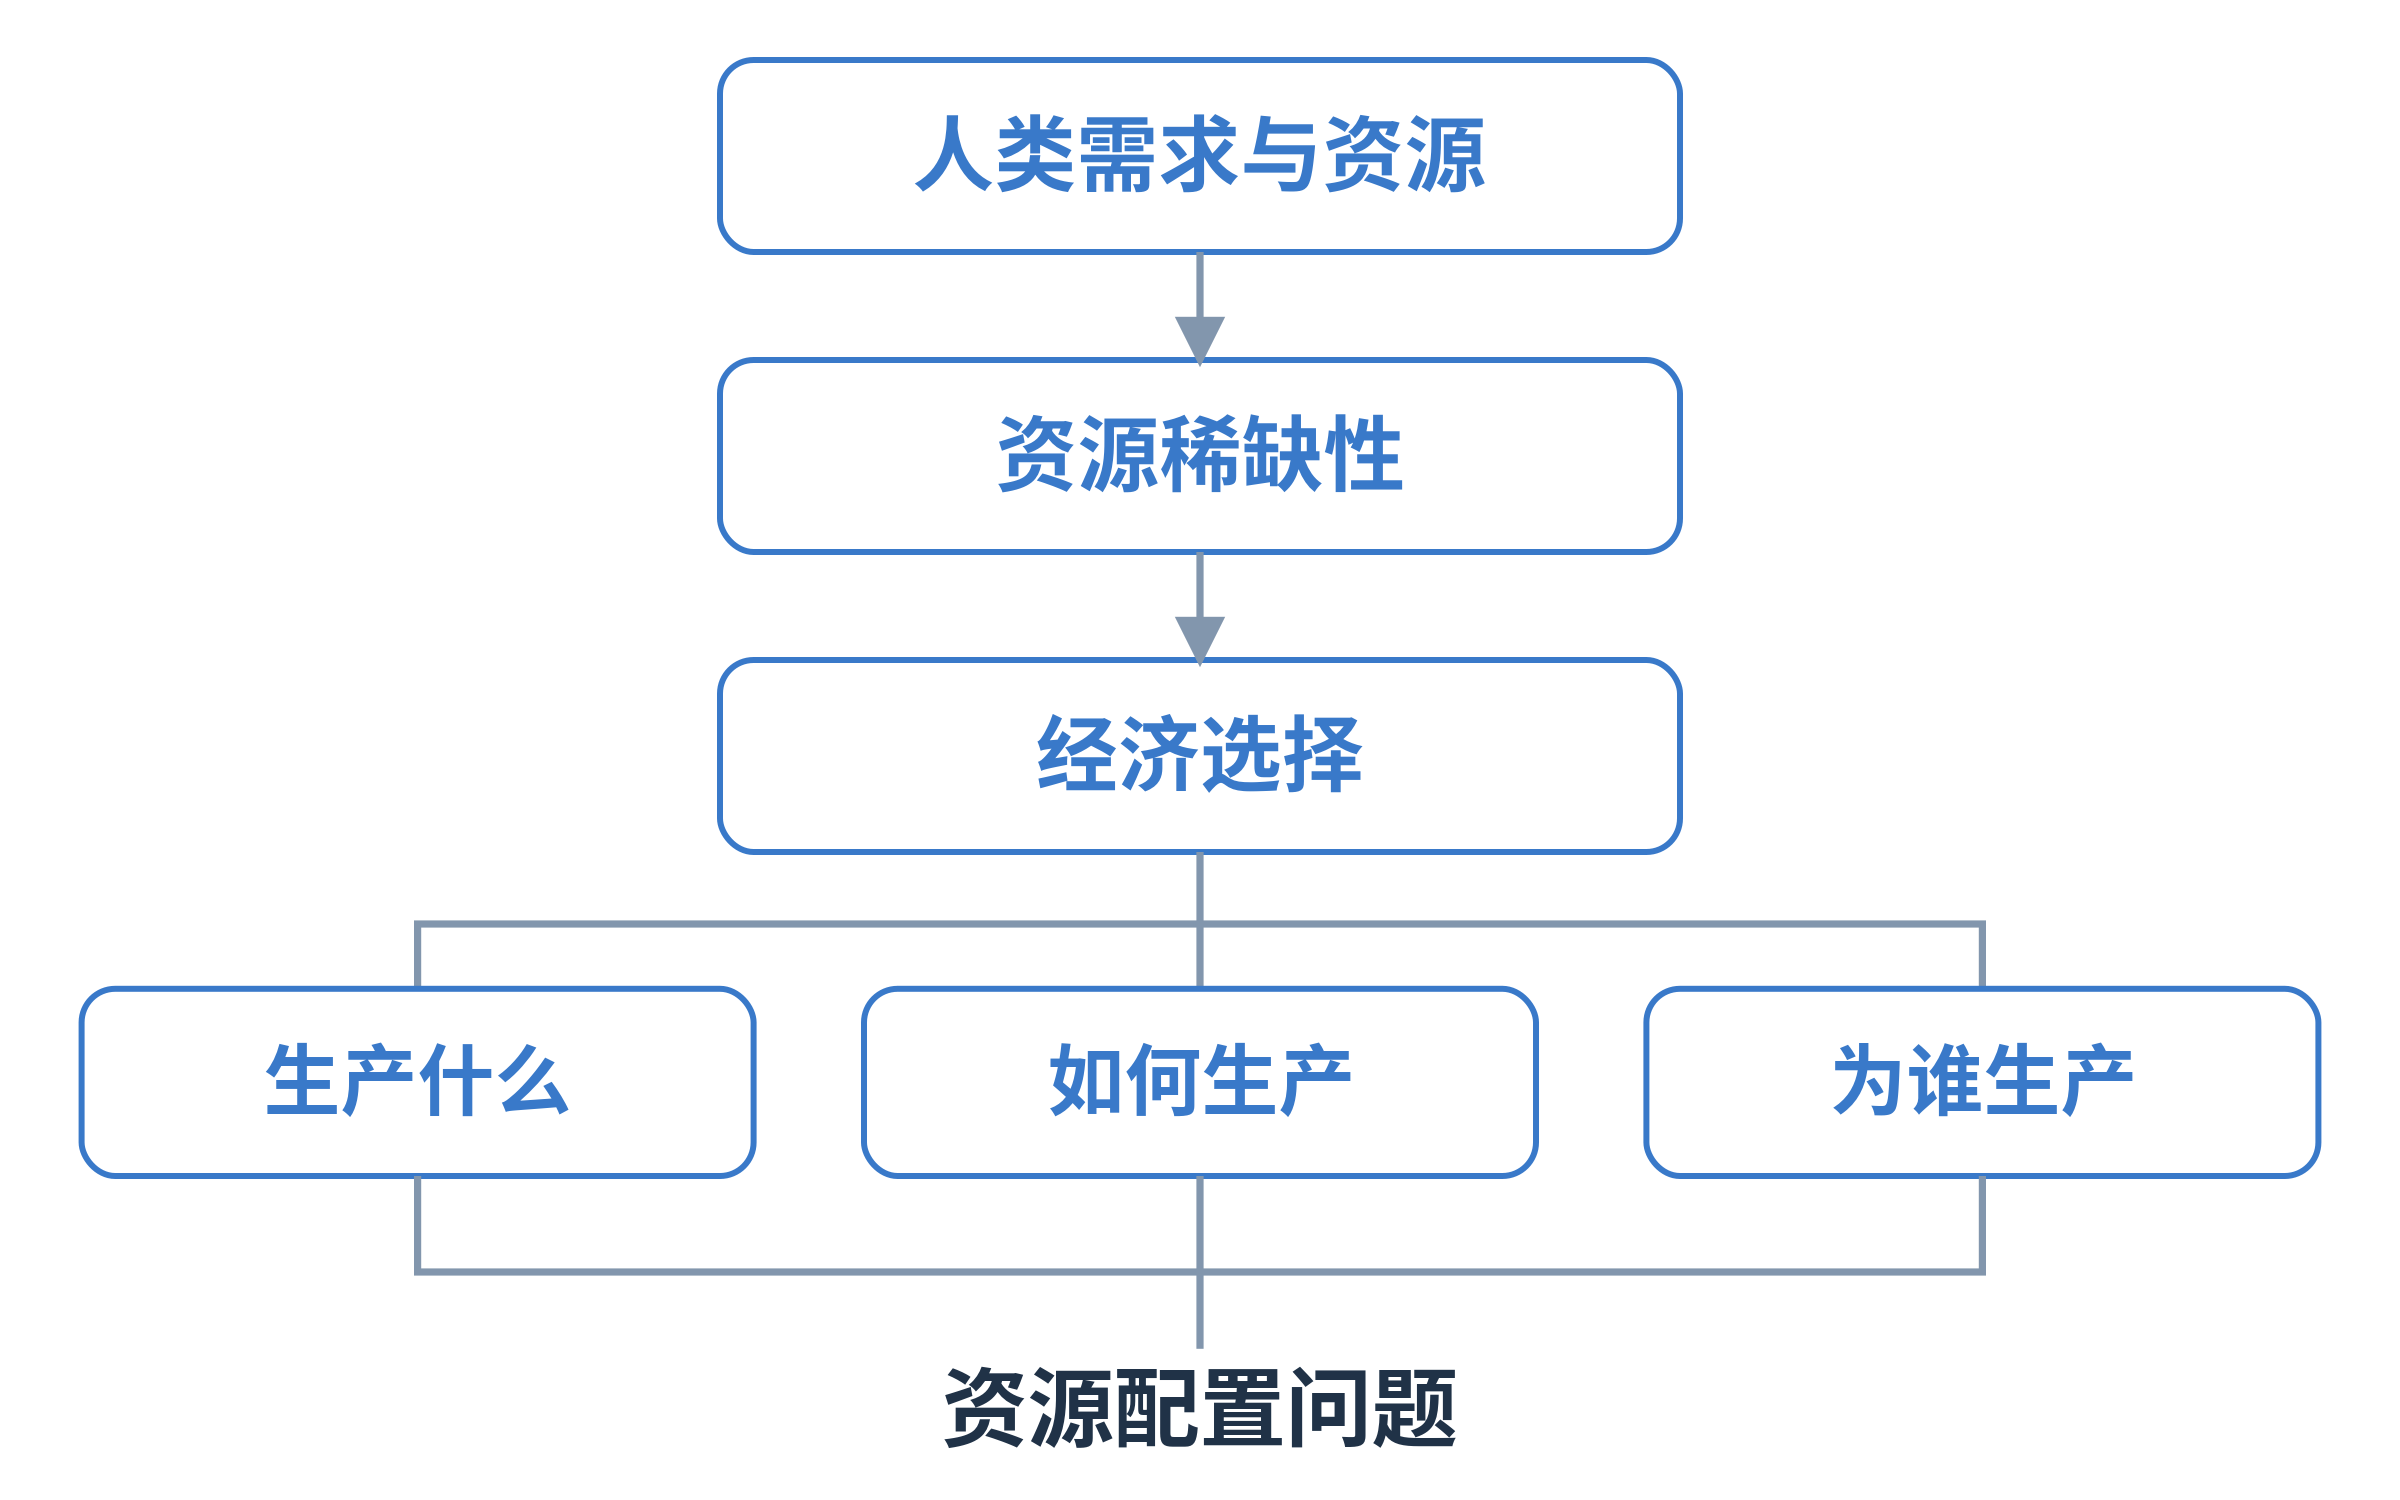 人类需求与资源
资源稀缺性
经济选择
生产什么
如何生产
为谁生产
资源配置问题